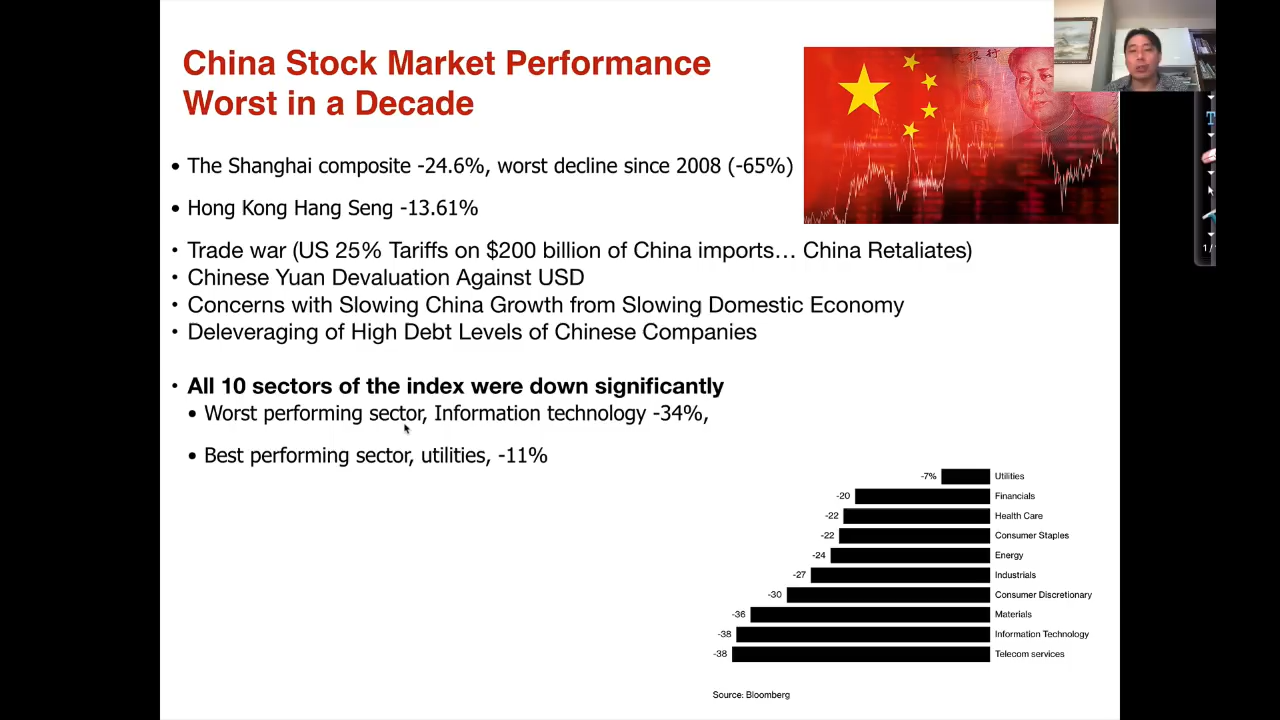 China Stock Market Performance
Worst in a Decade
银行
• The Shanghai composite -24.6%, worst decline since 2008 (-65%)
• Hong Kong Hang Seng -13.61%
• Trade war (US 25% Tariffs on $200 billion of China imports… China Retaliates)
• Chinese Yuan Devaluation Against USD
• Concerns with Slowing China Growth from Slowing Domestic Economy
• Deleveraging of High Debt Levels of Chinese Companies
• All 10 sectors of the index were down significantly
• Worst performing sector, Information technology -34%,
• Best performing sector, utilities, -11%
-7% Utilities
-20 Financials
-22 Health Care
-22 Consumer Staples
-24 Energy
-27 Industrials
-30 Consumer Discretionary
-36 Materials
-38 Information Technology
-38 Telecom services
Source: Bloomberg